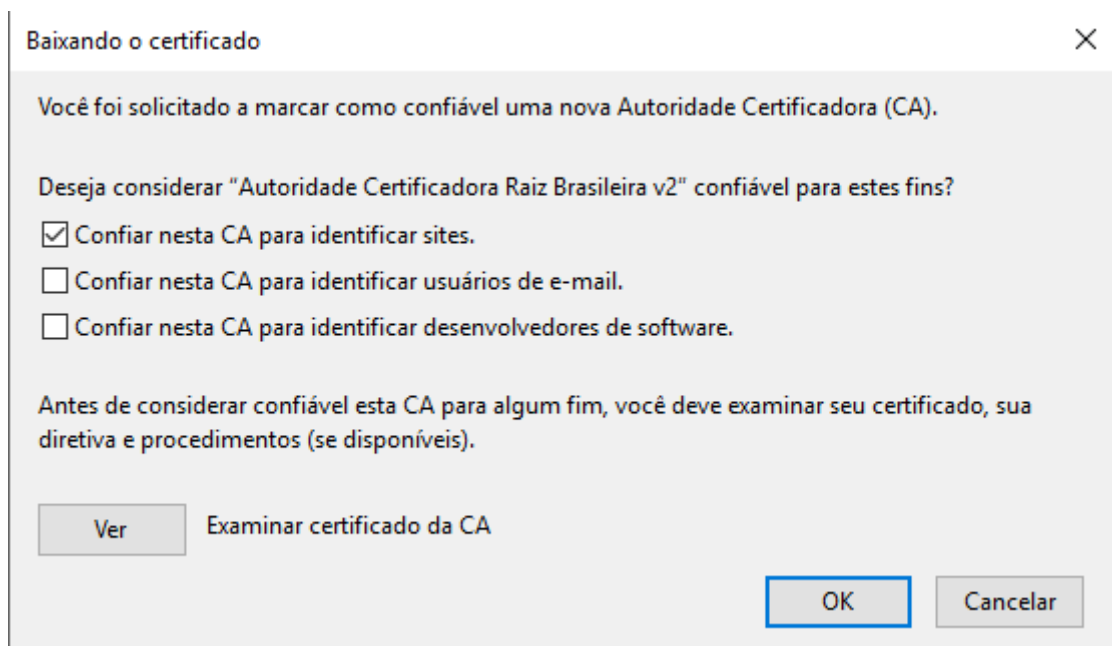 Baixando o certificado
Você foi solicitado a marcar como confiável uma nova Autoridade Certificadora (CA).
Deseja considerar “Autoridade Certificadora Raiz Brasileira v2” confiável para estes fins?
Confiar nesta CA para identificar sites.
Confiar nesta CA para identificar usuários de e-mail.
Confiar nesta CA para identificar desenvolvedores de software.
Antes de considerar confiável esta CA para algum fim, você deve examinar seu certificado, sua
diretiva e procedimentos (se disponíveis).
Ver Examinar certificado da CA
OK Cancelar